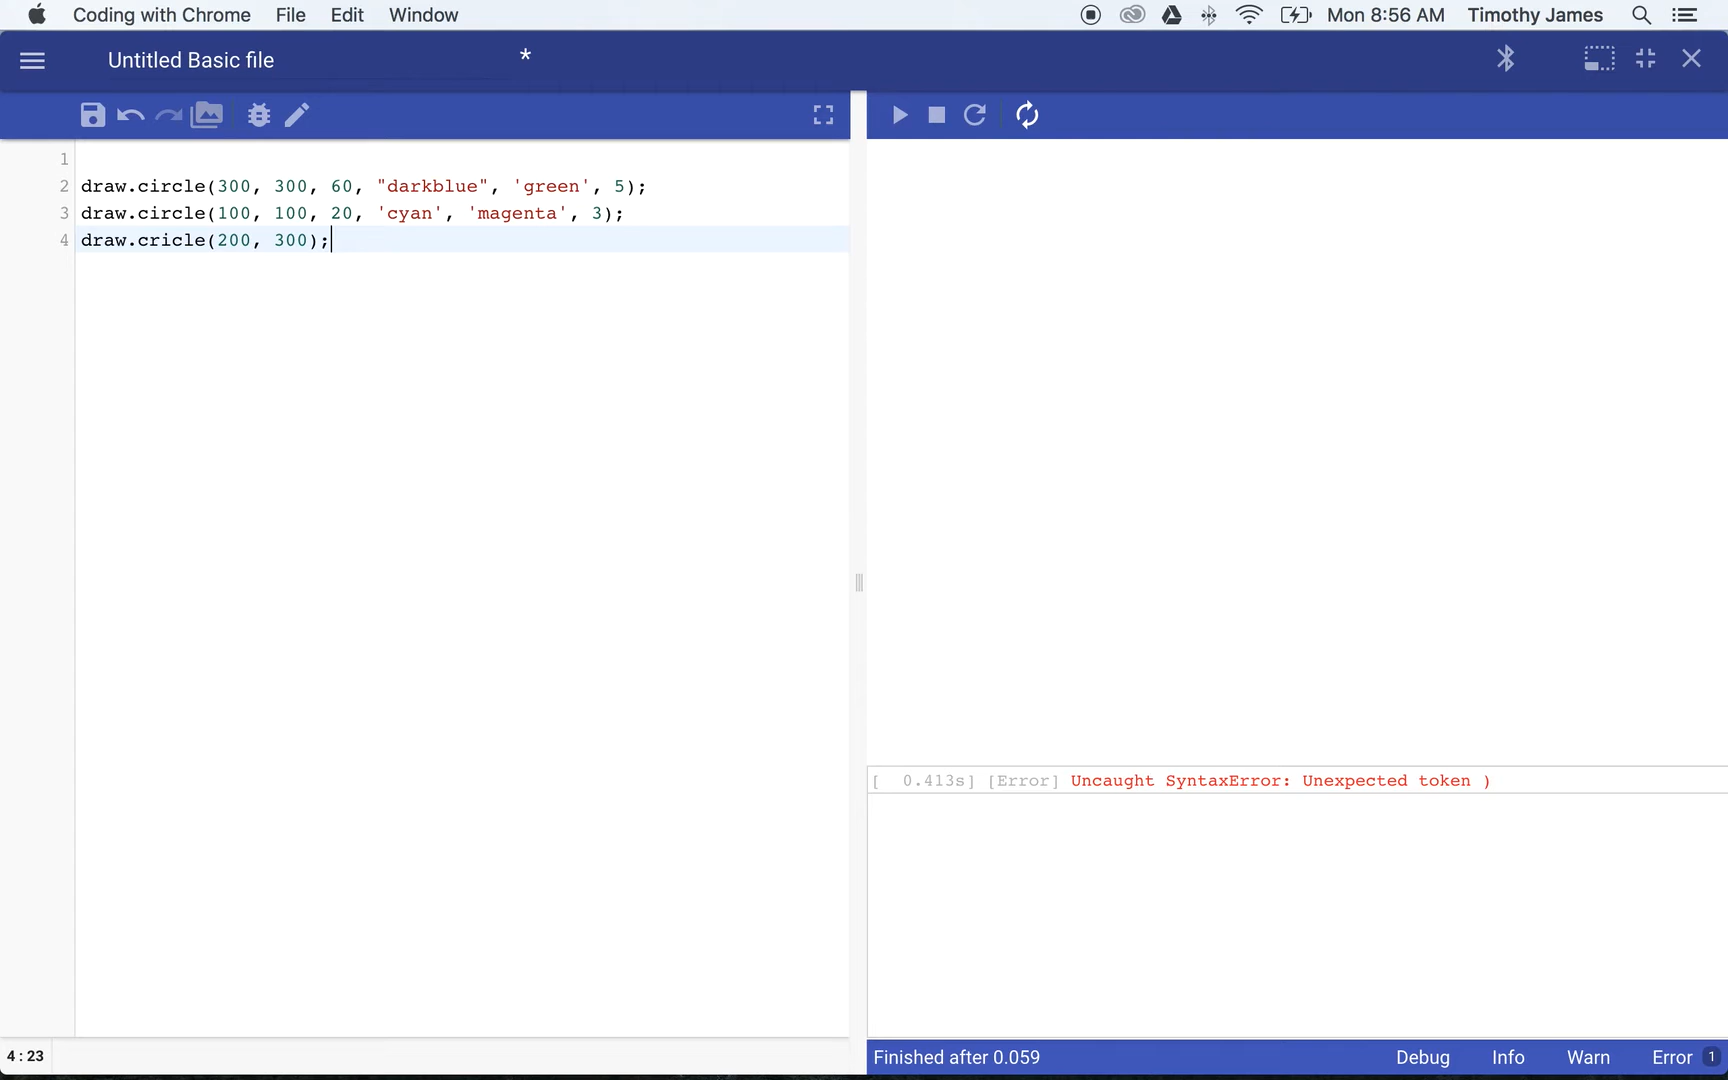 Coding with Chrome File Edit Window Mon 8:56 AM Timothy James
Untitled Basic file *
1
2 draw.circle(300, 300, 60, "darkblue", 'green', 5);
3 draw.circle(100, 100, 20, 'cyan', 'magenta', 3);
4 draw.cricle(200, 300);
[ 0.413s] [Error] Uncaught SyntaxError: Unexpected token )
4:23
Finished after 0.059 Debug Info Warn Error 1